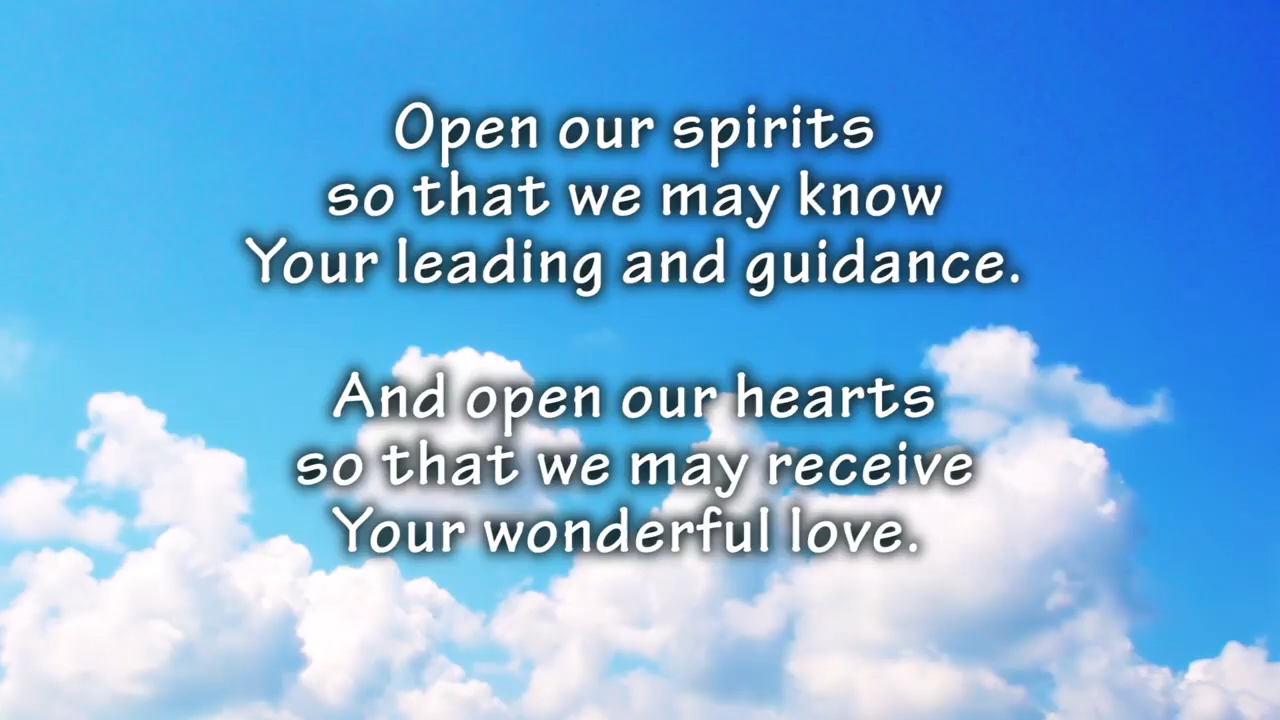 Open our spirits
so that we may know
Your leading and guidance.
And open our hearts
so that we may receive
Your wonderful love.